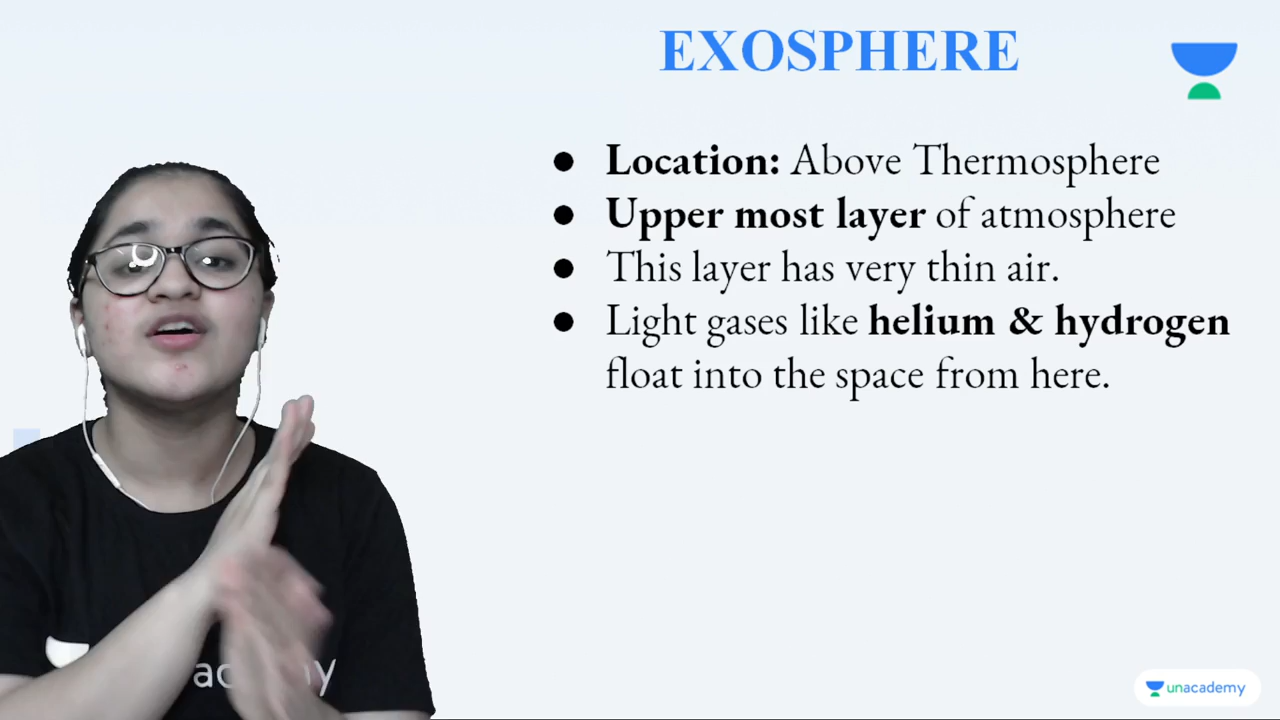 EXOSPHERE
● Location: Above Thermosphere
● Upper most layer of atmosphere
● This layer has very thin air.
● Light gases like helium & hydrogen
float into the space from here.
unacademy